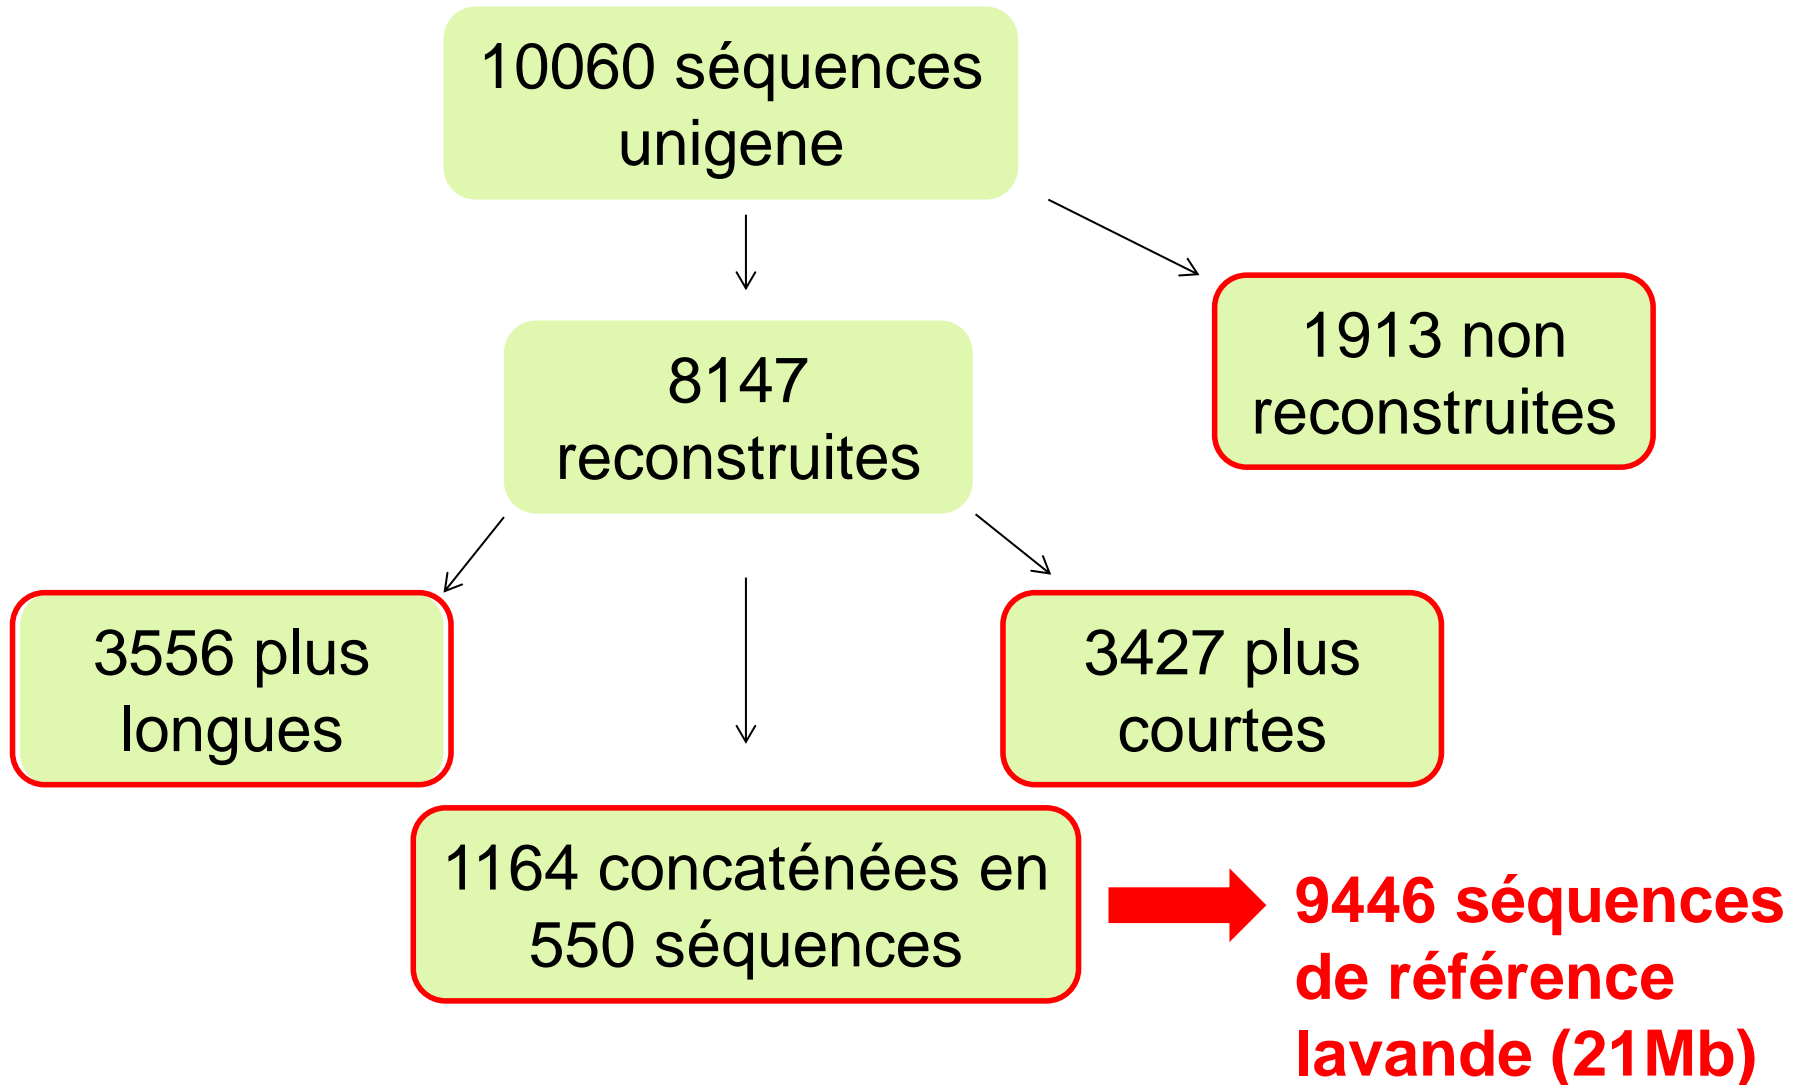 10060 séquences
unigene
1913 non
reconstruites
8147
reconstruites
3556 plus
longues
3427 plus
courtes
1164 concaténées en
550 séquences
9446 séquences
de référence
lavande (21Mb)